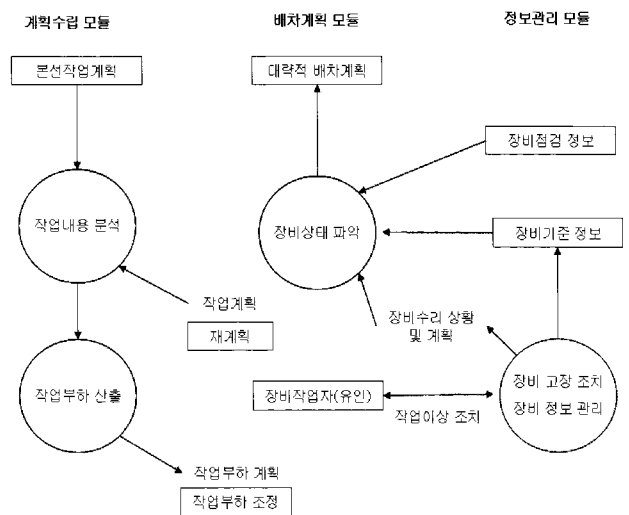 계획수립 모듈
배차계획 모듈
정보관리 모듈
본선작업계획
대략적 배차계획
장비점검 정보
작업내용 분석
장비상태 파악
장비기준 정보
작업계획
재계획
장비수리 상황
및 계획
작업부하 산출
장비작업자(유인)
작업이상 조치
장비 고장 조치
장비 정보 관리
작업부하 계획
작업부하 조정